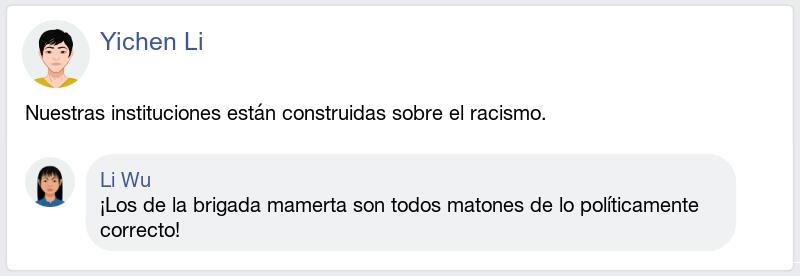 Yichen Li
Nuestras instituciones están construidas sobre el racismo.
Li Wu
¡Los de la brigada mamerta son todos matones de lo políticamente
correcto!